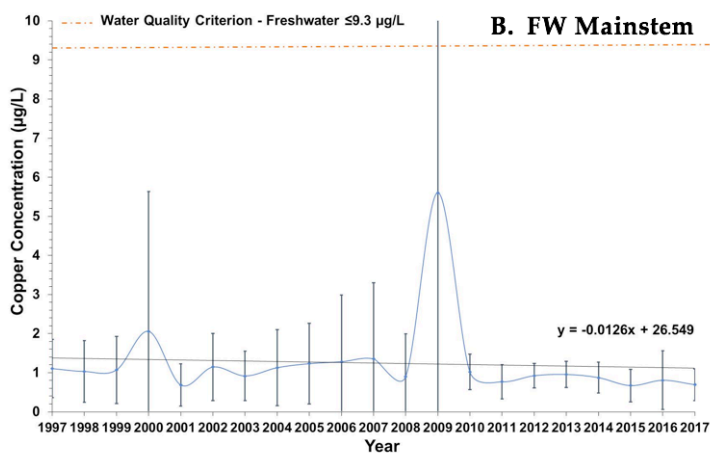 Water Quality Criterion - Freshwater ≤9.3 µg/L
B. FW Mainstem
Copper Concentration (µg/L)
10
9
8
7
6
5
4
3
2
1
0
y = -0.0126x + 26.549
1997 1998 1999 2000 2001 2002 2003 2004 2005 2006 2007 2008 2009 2010 2011 2012 2013 2014 2015 2016 2017
Year